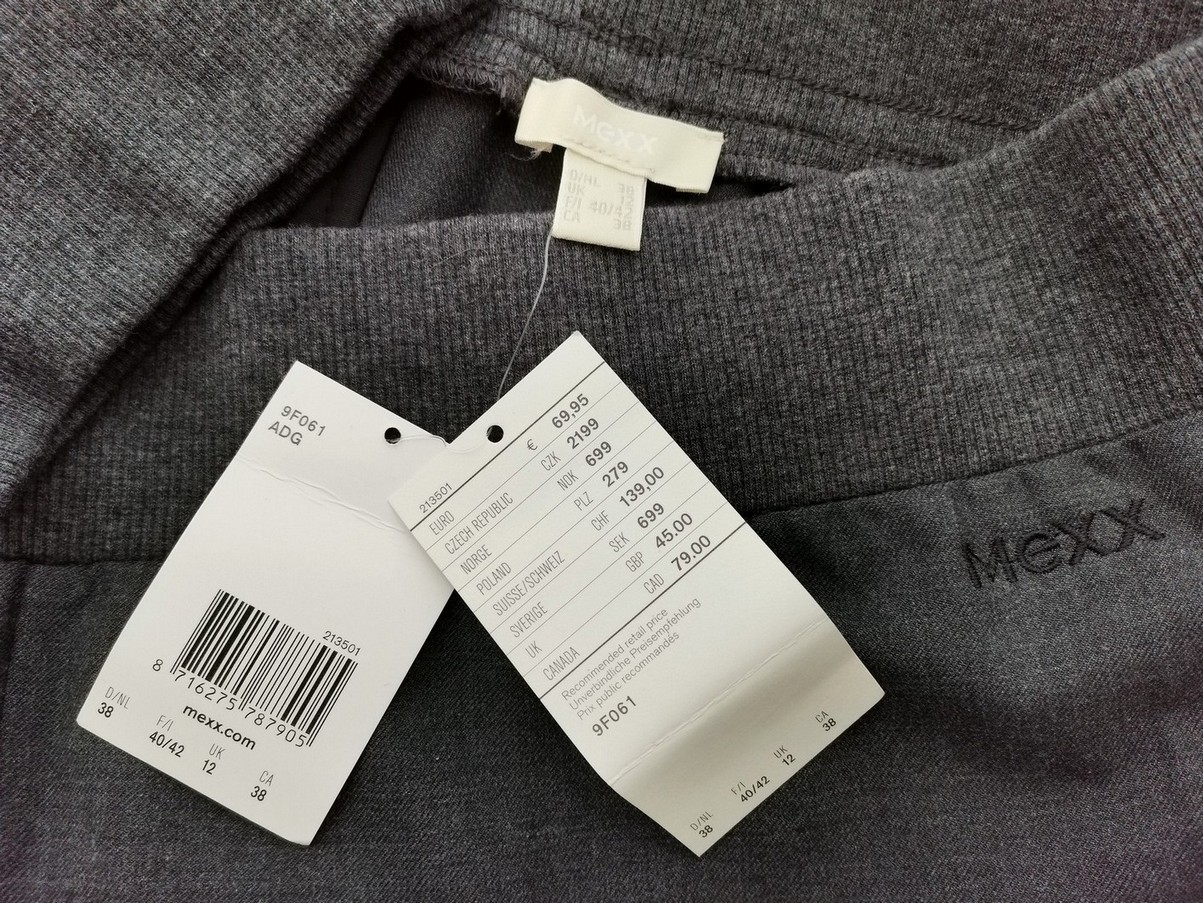 Mexx
D/NL 38
UK 12
F/I 40/42
CA 38
9F061
ADG
213501
8 716275 787905
mexx.com
D/NL 38
F/I 40/42
UK 12
CA 38
213501
€ 69,95
EURO
CZECH REPUBLIC CZK 2199
NORGE NOK 699
POLAND PLZ 279
SUISSE/SCHWEIZ CHF 139,00
SVERIGE SEK 699
UK GBP 45.00
CANADA CAD 79.00
Recommended retail price
Unverbindliche Preisempfehlung
Prix public recommandés
9F061
D/NL 38
F/I 40/42
UK 12
CA 38
Mexx